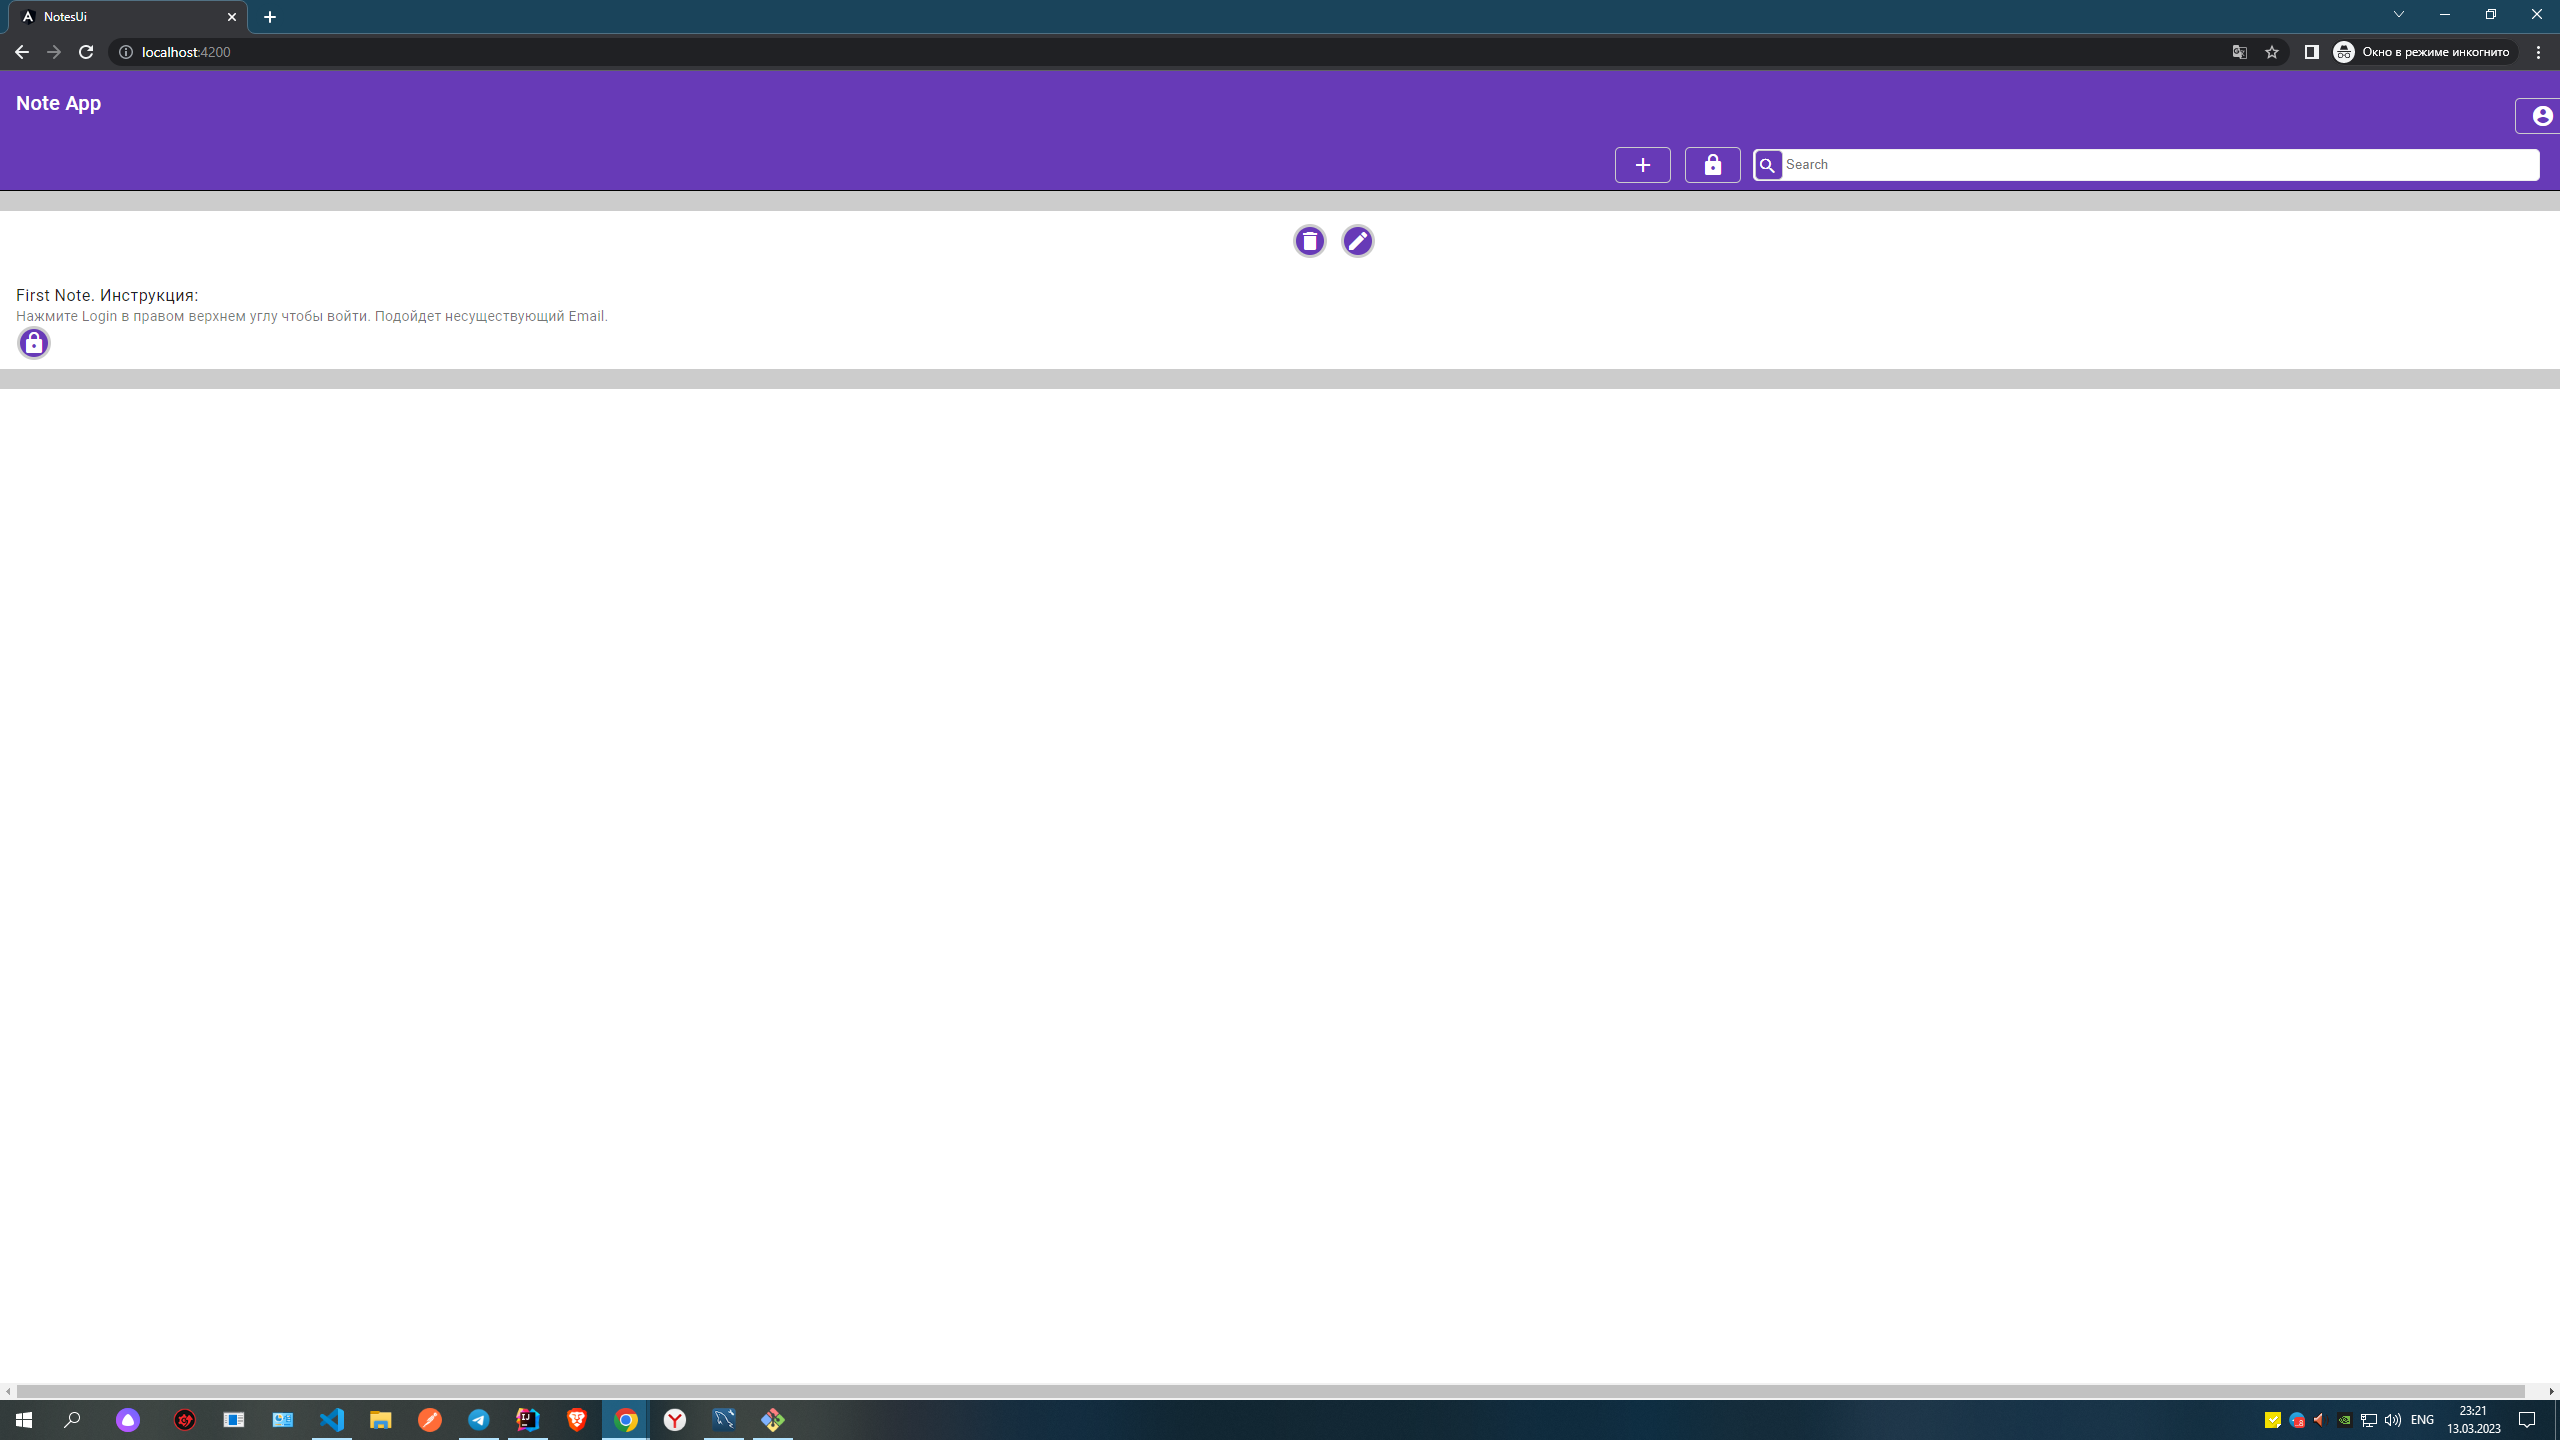 NotesUi
localhost:4200
Окно в режиме инкогнито
Note App
Search
First Note. Инструкция:
Нажмите Login в правом верхнем углу чтобы войти. Подойдет несуществующий Email.
ENG
23:21
13.03.2023